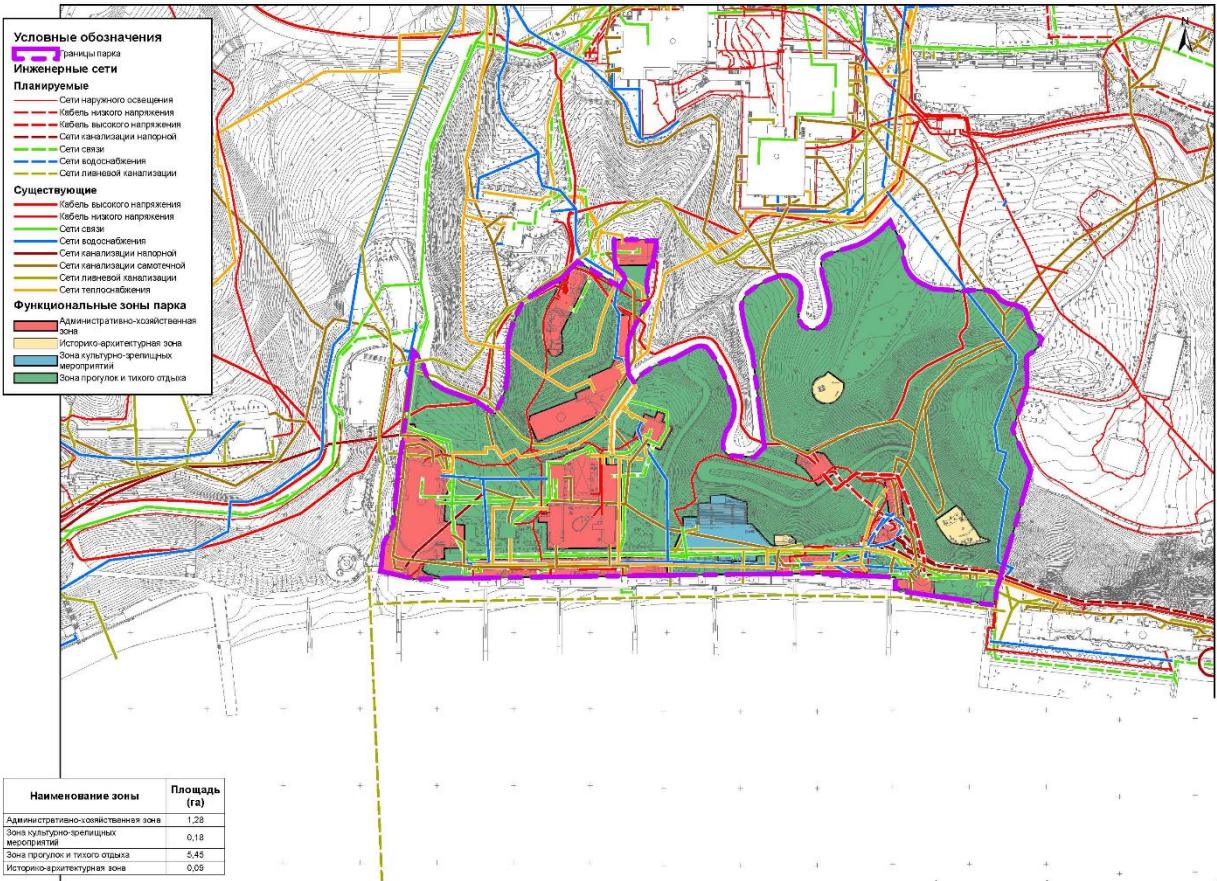 Условные обозначения
Границы парка
Инженерные сети
Планируемые
Сети наружного освещения
Кабель низкого напряжения
Кабель высокого напряжения
Сети канализации напорной
Сети связи
Сети водоснабжения
Сети ливневой канализации
Существующие
Кабель высокого напряжения
Кабель низкого напряжения
Сети связи
Сети водоснабжения
Сети канализации напорной
Сети канализации самотечной
Сети ливневой канализации
Сети теплоснабжения
Функциональные зоны парка
Административно-хозяйственная
зона
Историко-архитектурная зона
Зона культурно-зрелищных
мероприятий
Зона прогулок и тихого отдыха
N
Наименование зоны Площадь
(га)
Административно-хозяйственная зона 1,28
Зона культурно-зрелищных
мероприятий 0,18
Зона прогулок и тихого отдыха 5,45
Историко-архитектурная зона 0,09